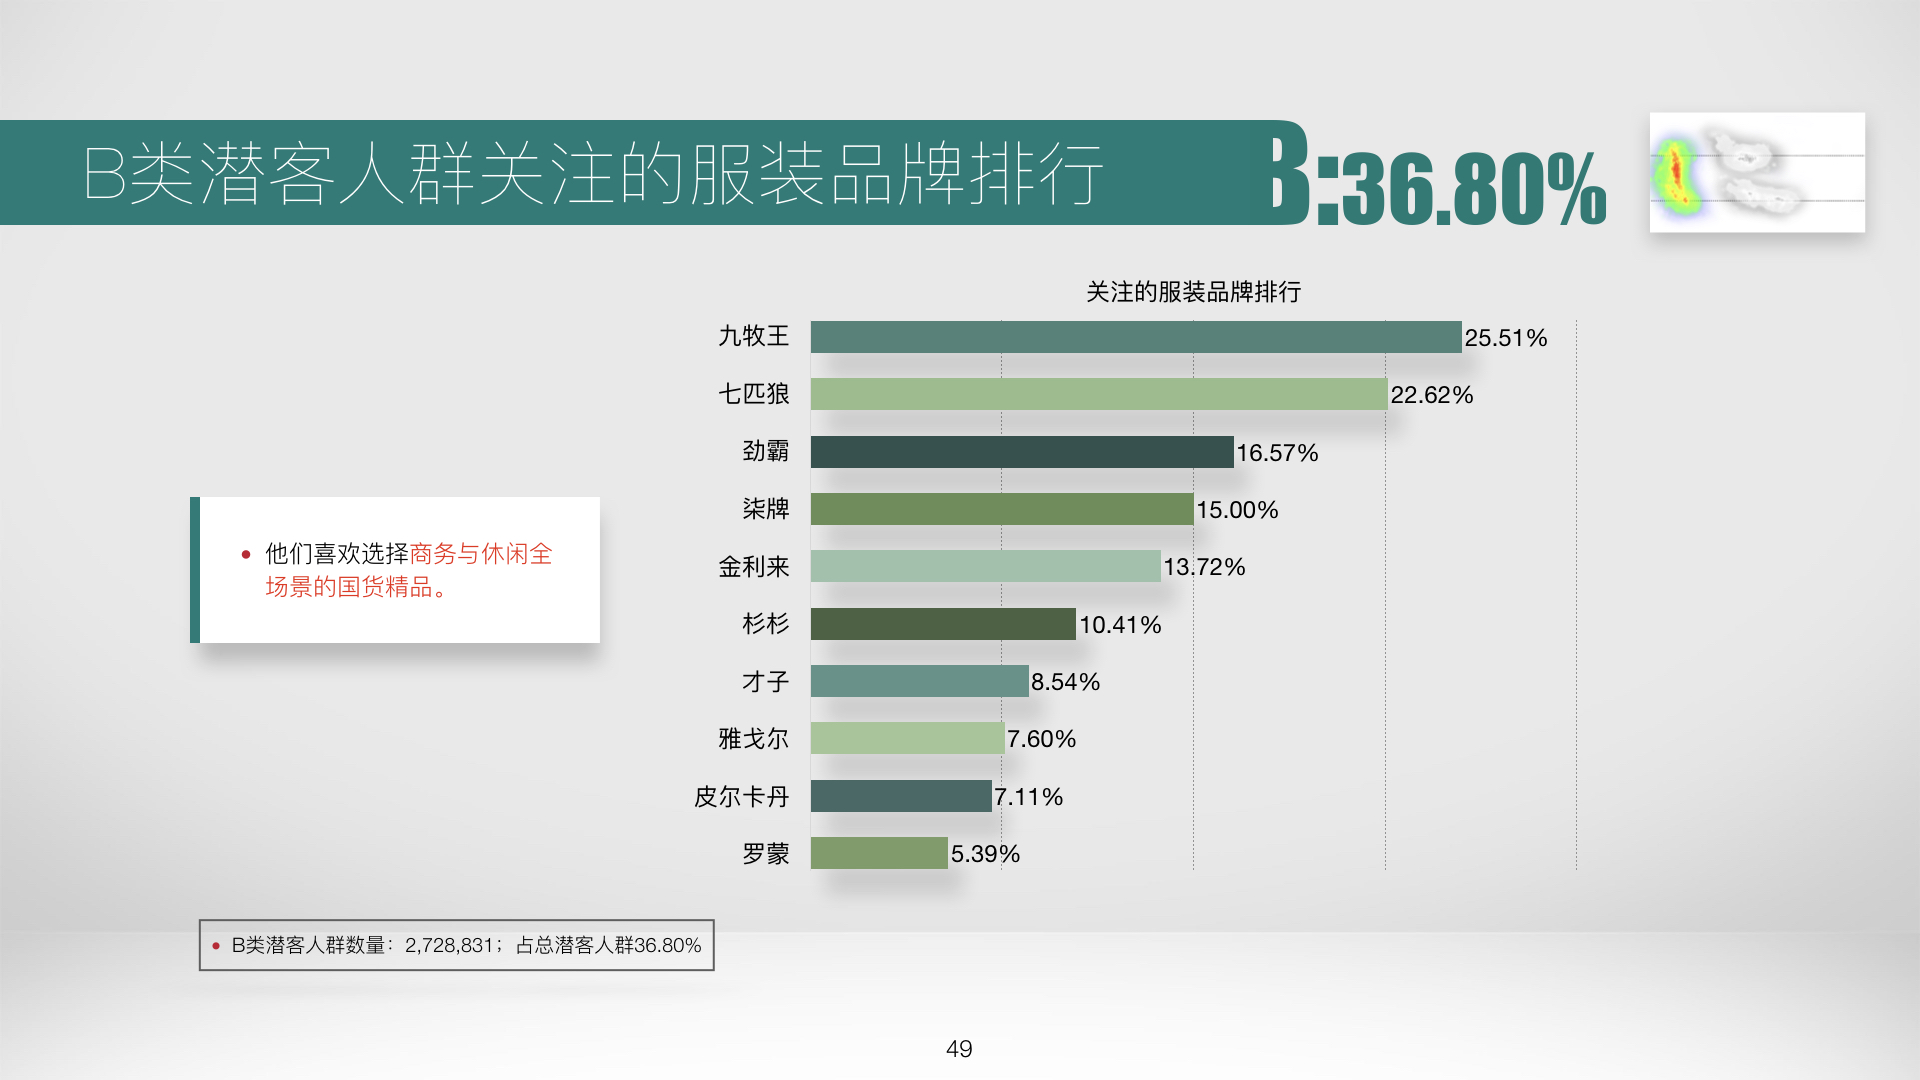 B类潜客人群关注的服装品牌排行
B:36.80%
关注的服装品牌排行
九牧王 25.51%
七匹狼 22.62%
劲霸 16.57%
柒牌 15.00%
金利来 13.72%
杉杉 10.41%
才子 8.54%
雅戈尔 7.60%
皮尔卡丹 7.11%
罗蒙 5.39%
• 他们喜欢选择商务与休闲全
场景的国货精品。
• B类潜客人群数量：2,728,831；占总潜客人群36.80%
49